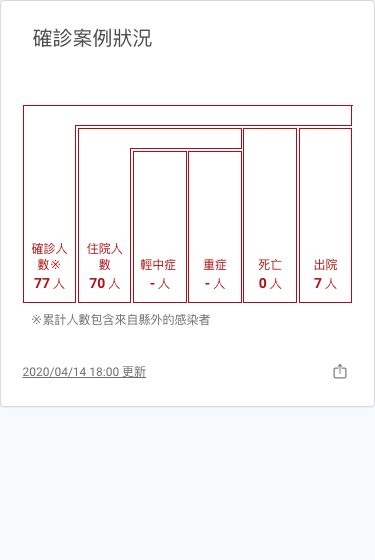 確診案例狀況
確診人
數※
77 人
住院人
數
70 人
輕中症
- 人
重症
- 人
死亡
0 人
出院
7 人
※累計人數包含來自縣外的感染者
2020/04/14 18:00 更新